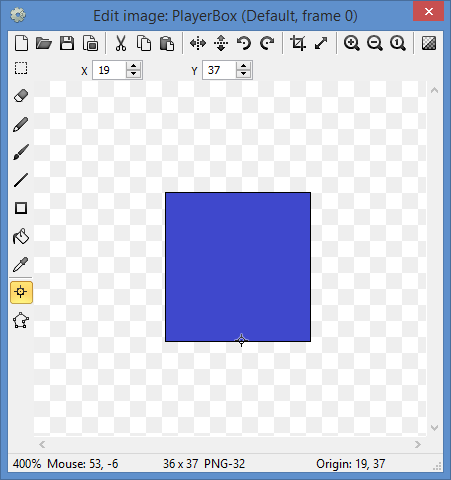 Edit image: PlayerBox (Default, frame 0)
X 19 Y 37
400% Mouse: 53, -6 36 x 37 PNG-32 Origin: 19, 37